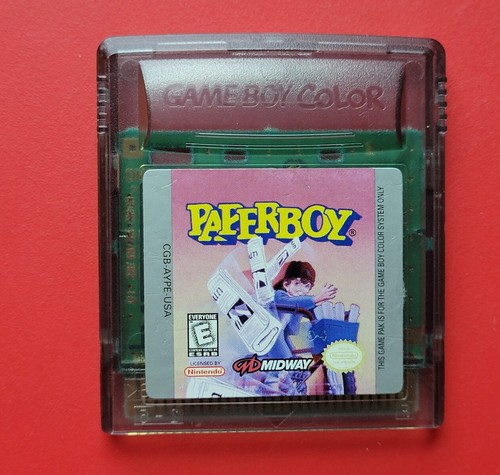 GAME BOY COLOR
PAPERBOY®
CGB-AYPE-USA
THIS GAME PAK IS FOR THE GAME BOY COLOR SYSTEM ONLY
EVERYONE
E
ESRB
LICENSED BY
Nintendo
MIDWAY